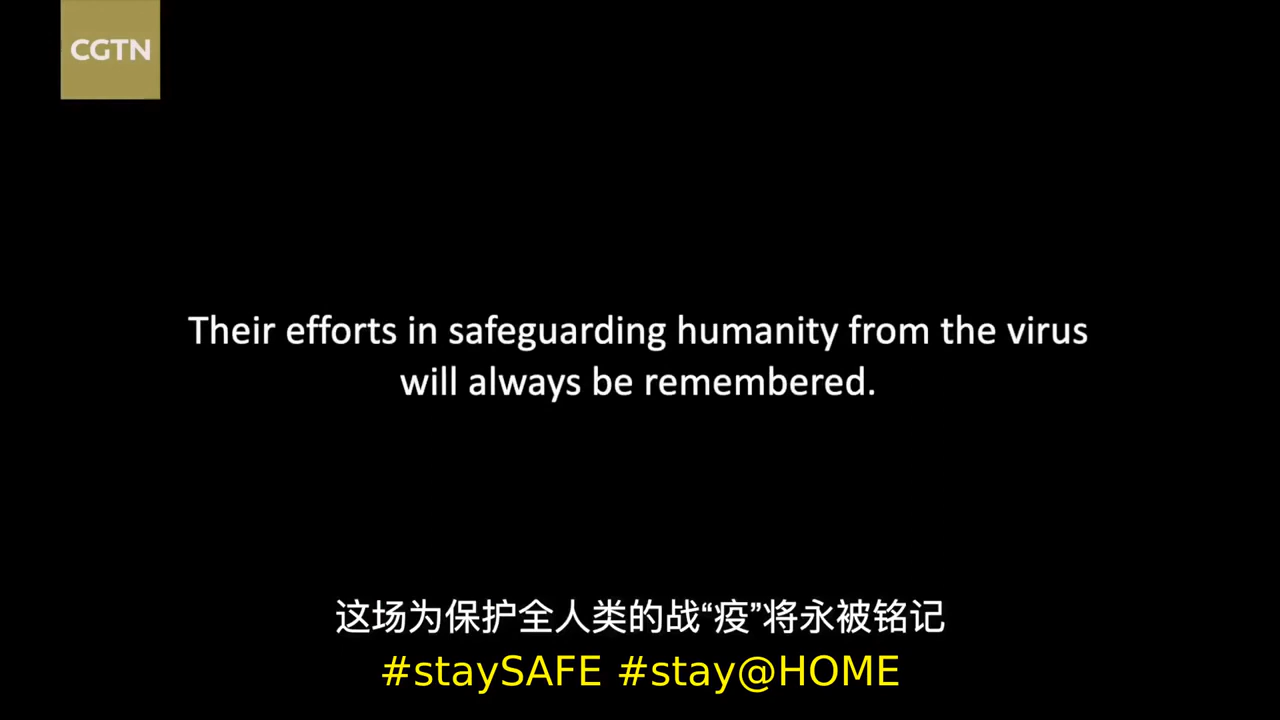 CGTN
Their efforts in safeguarding humanity from the virus
will always be remembered.
这场为保护全人类的战“疫”将永被铭记
#staySAFE #stay@HOME